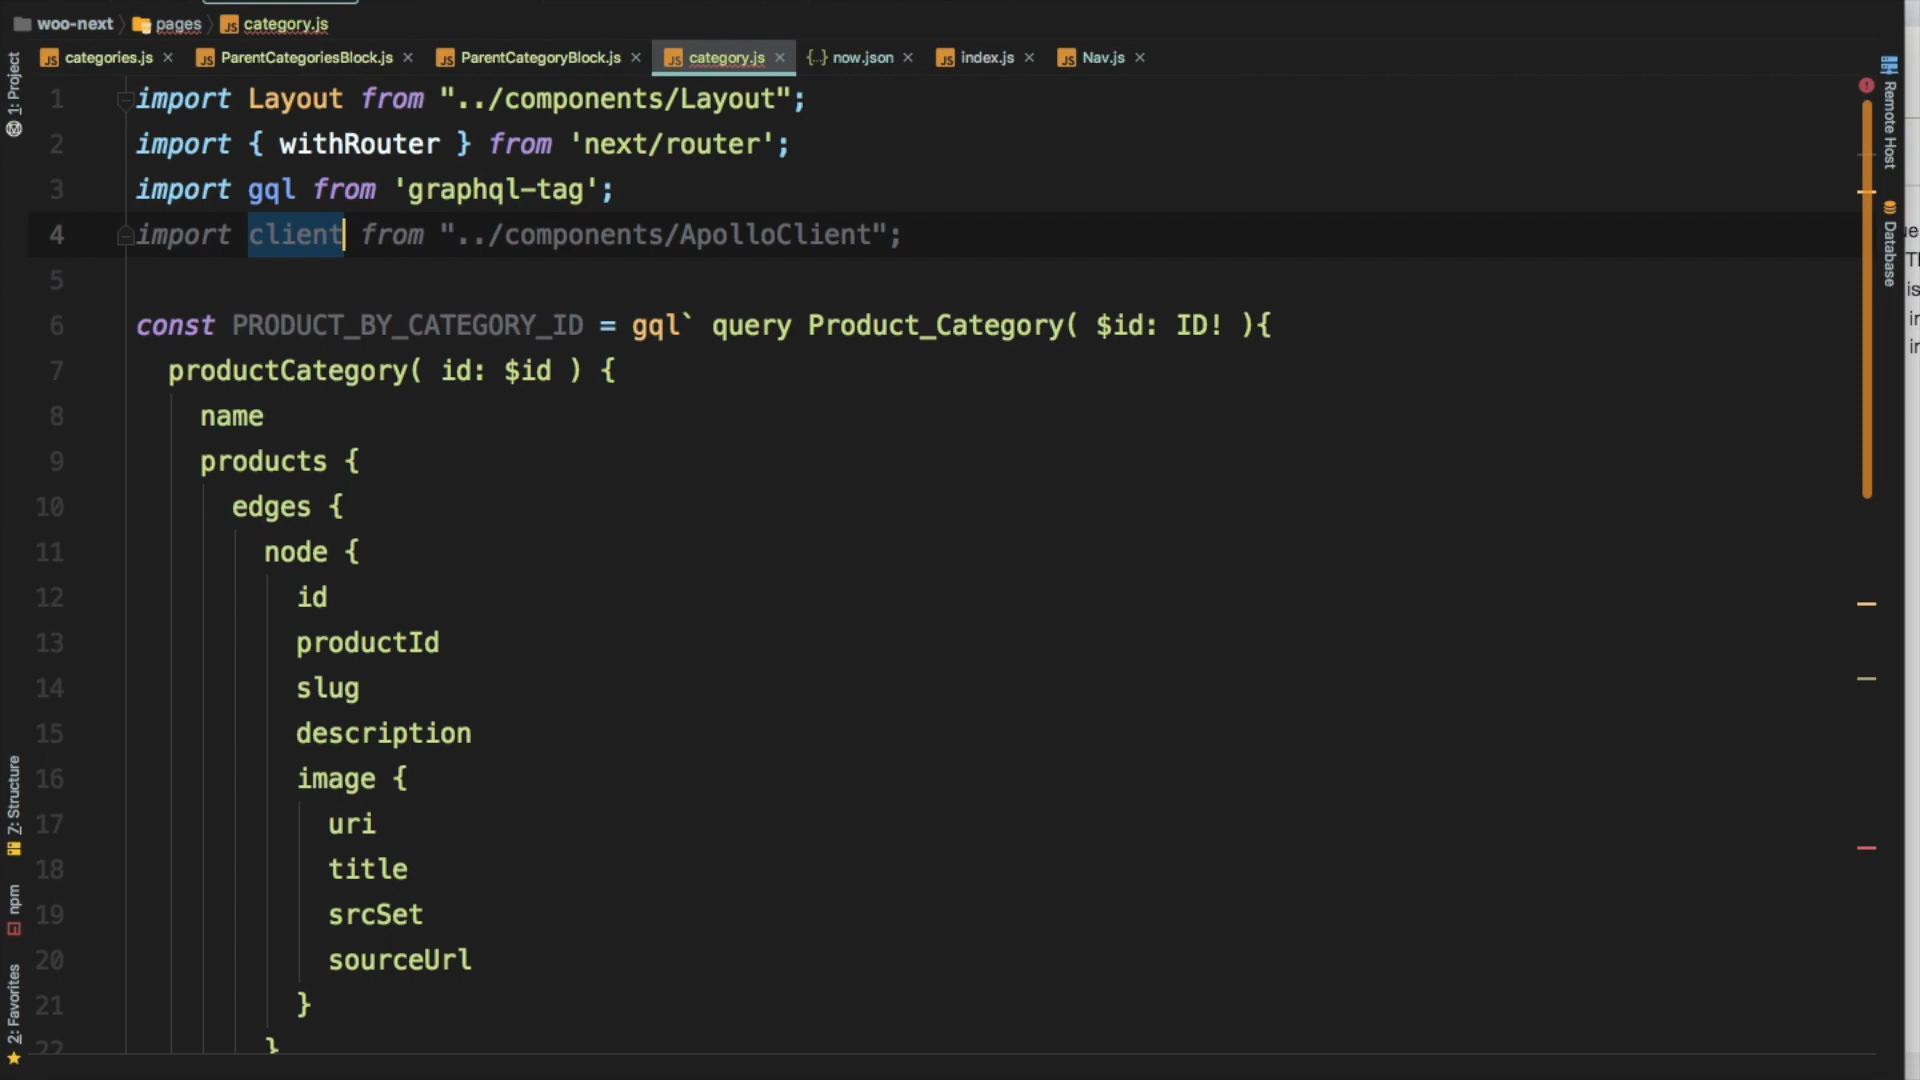 woo-next
pages
category.js
categories.js
ParentCategoriesBlock.js
ParentCategoryBlock.js
category.js
now.json
index.js
Nav.js
1: Project
Z: Structure
npm
2: Favorites
Remote Host
Database
1 import Layout from "../components/Layout";
2 import { withRouter } from 'next/router';
3 import gql from 'graphql-tag';
4 import client from "../components/ApolloClient";
5
6 const PRODUCT_BY_CATEGORY_ID = gql` query Product_Category( $id: ID! ){
7 productCategory( id: $id ) {
8 name
9 products {
10 edges {
11 node {
12 id
13 productId
14 slug
15 description
16 image {
17 uri
18 title
19 srcSet
20 sourceUrl
21 }
22 }